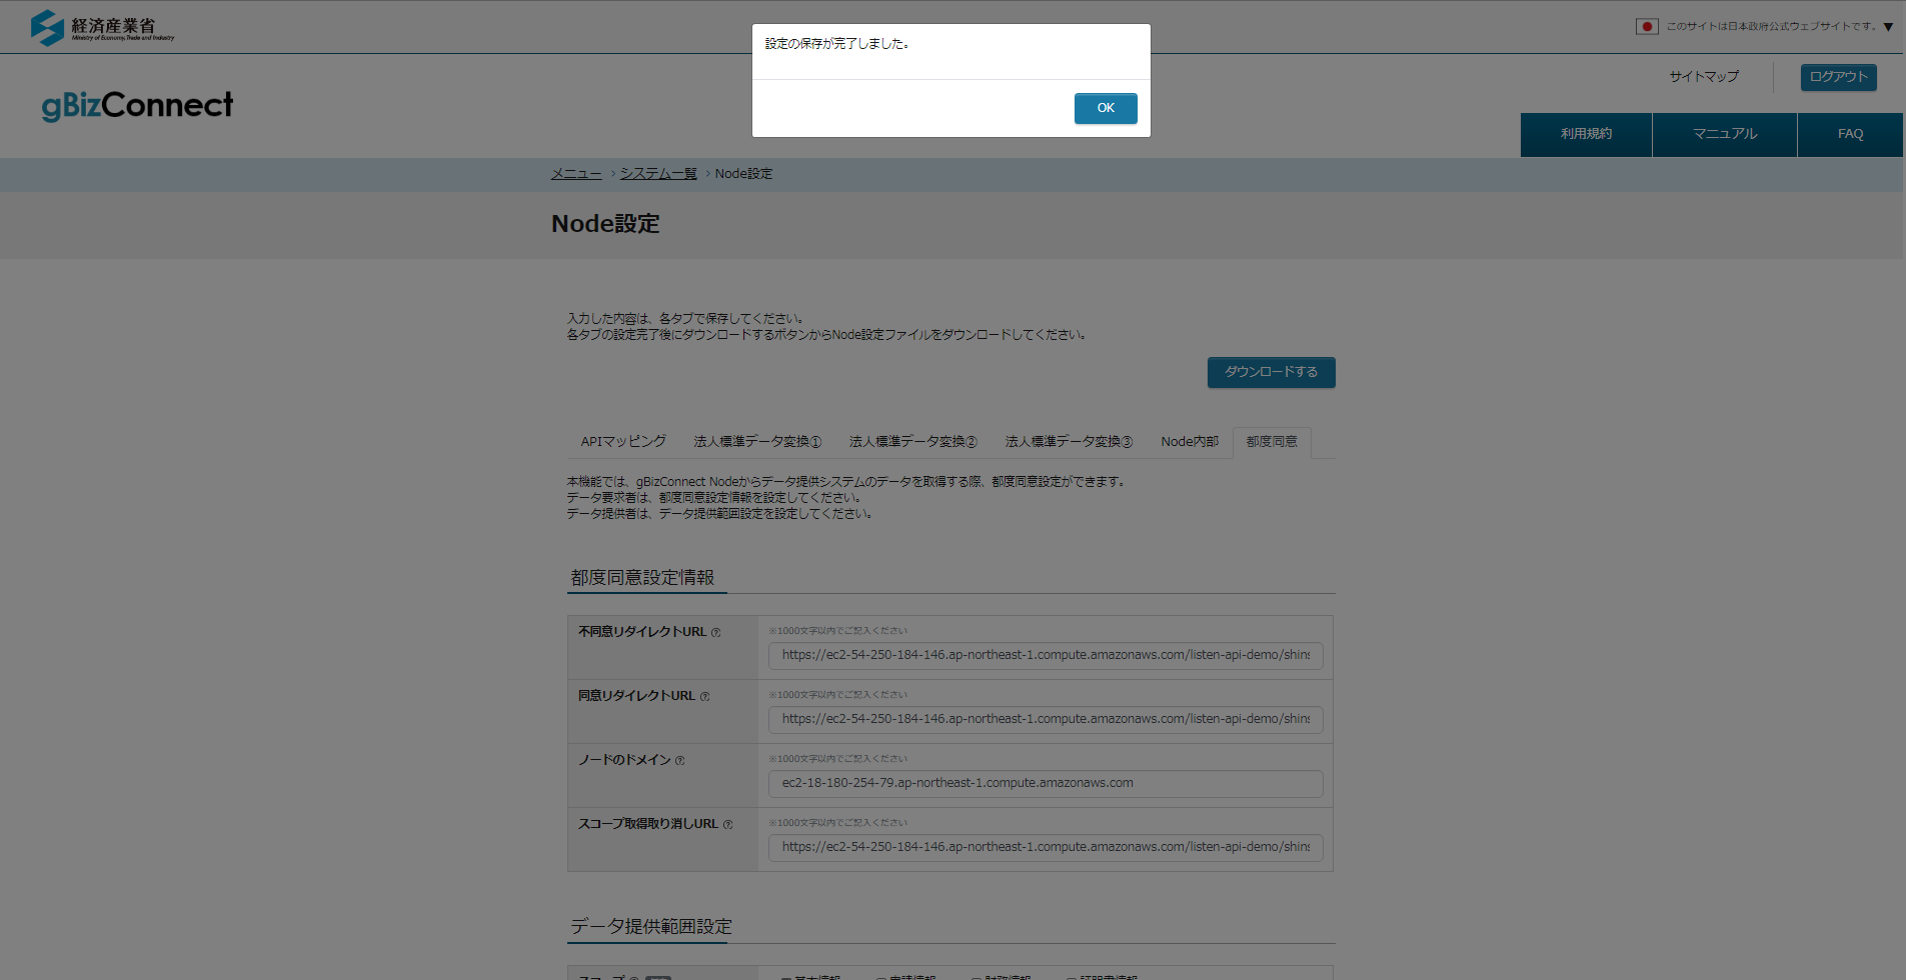 経済産業省
Ministry of Economy, Trade and Industry
このサイトは日本政府公式ウェブサイトです。▼
設定の保存が完了しました。
OK
サイトマップ
ログアウト
gBizConnect
利用規約
マニュアル
FAQ
メニュー › システム一覧 › Node設定
Node設定
入力した内容は、各タブで保存してください。
各タブの設定完了後にダウンロードするボタンからNode設定ファイルをダウンロードしてください。
ダウンロードする
APIマッピング 法人標準データ変換① 法人標準データ変換② 法人標準データ変換③ Node内部 都度同意
本機能では、gBizConnect Nodeからデータ提供システムのデータを取得する際、都度同意設定ができます。
データ要求者は、都度同意設定情報を設定してください。
データ提供者は、データ提供範囲設定を設定してください。
都度同意設定情報
不同意リダイレクトURL ?
※1000文字以内でご記入ください
https://ec2-54-250-184-146.ap-northeast-1.compute.amazonaws.com/listen-api-demo/shins
同意リダイレクトURL ?
※1000文字以内でご記入ください
https://ec2-54-250-184-146.ap-northeast-1.compute.amazonaws.com/listen-api-demo/shins
ノードのドメイン ?
※1000文字以内でご記入ください
ec2-18-180-254-79.ap-northeast-1.compute.amazonaws.com
スコープ取得取り消しURL ?
※1000文字以内でご記入ください
https://ec2-54-250-184-146.ap-northeast-1.compute.amazonaws.com/listen-api-demo/shins
データ提供範囲設定
スコープ
基本情報 申請情報 財務情報 証明書情報